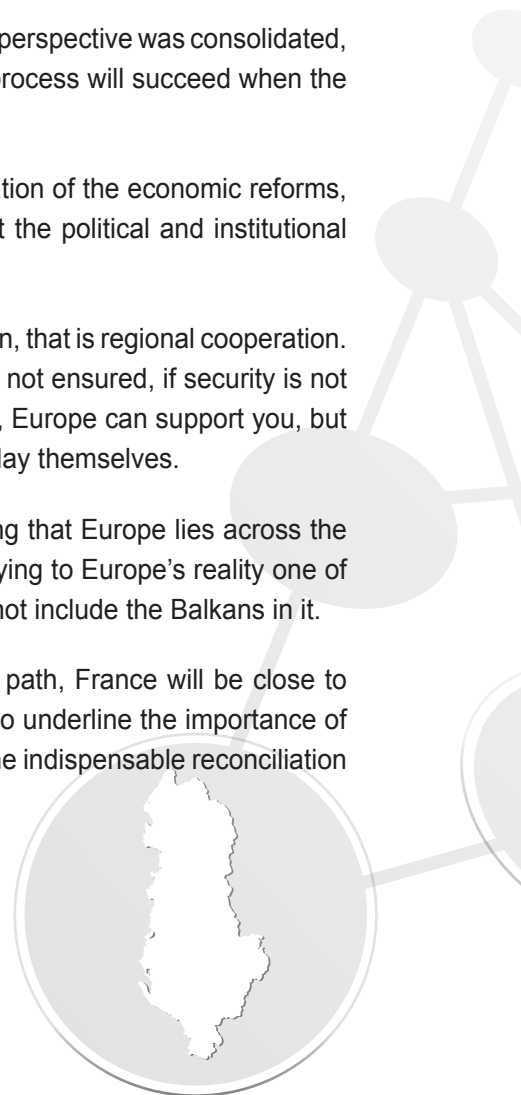 perspective was consolidated,
process will succeed when the
tion of the economic reforms,
t the political and institutional
n, that is regional cooperation.
not ensured, if security is not
, Europe can support you, but
lay themselves.
ng that Europe lies across the
ying to Europe's reality one of
not include the Balkans in it.
path, France will be close to
o underline the importance of
ne indispensable reconciliation